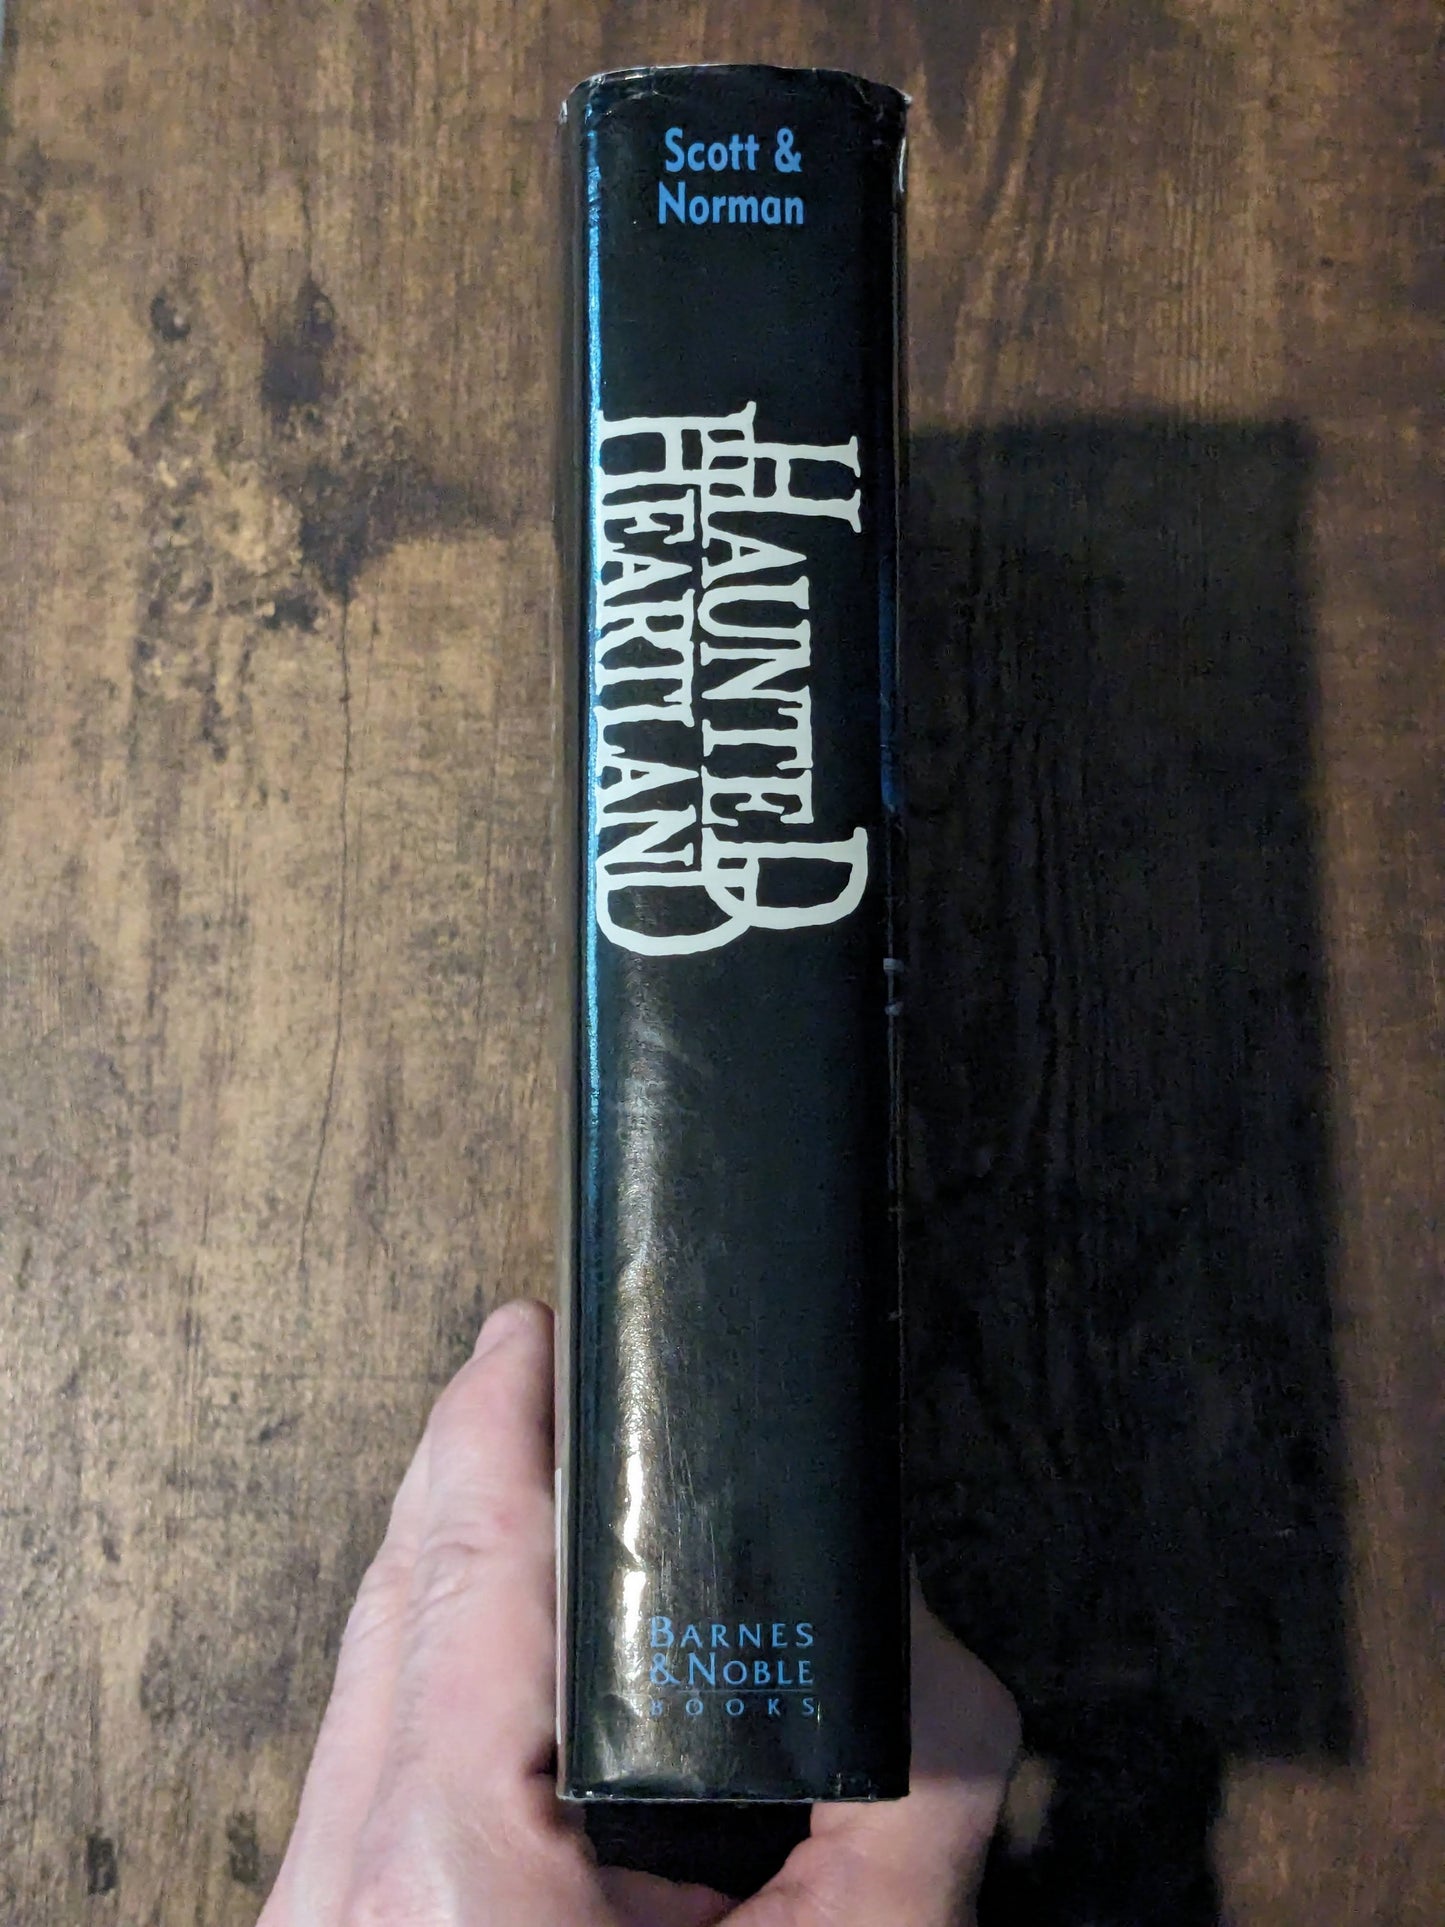 Scott &
Norman
HAUNTED
HEARTLAND
BARNES
& NOBLE
BOOKS